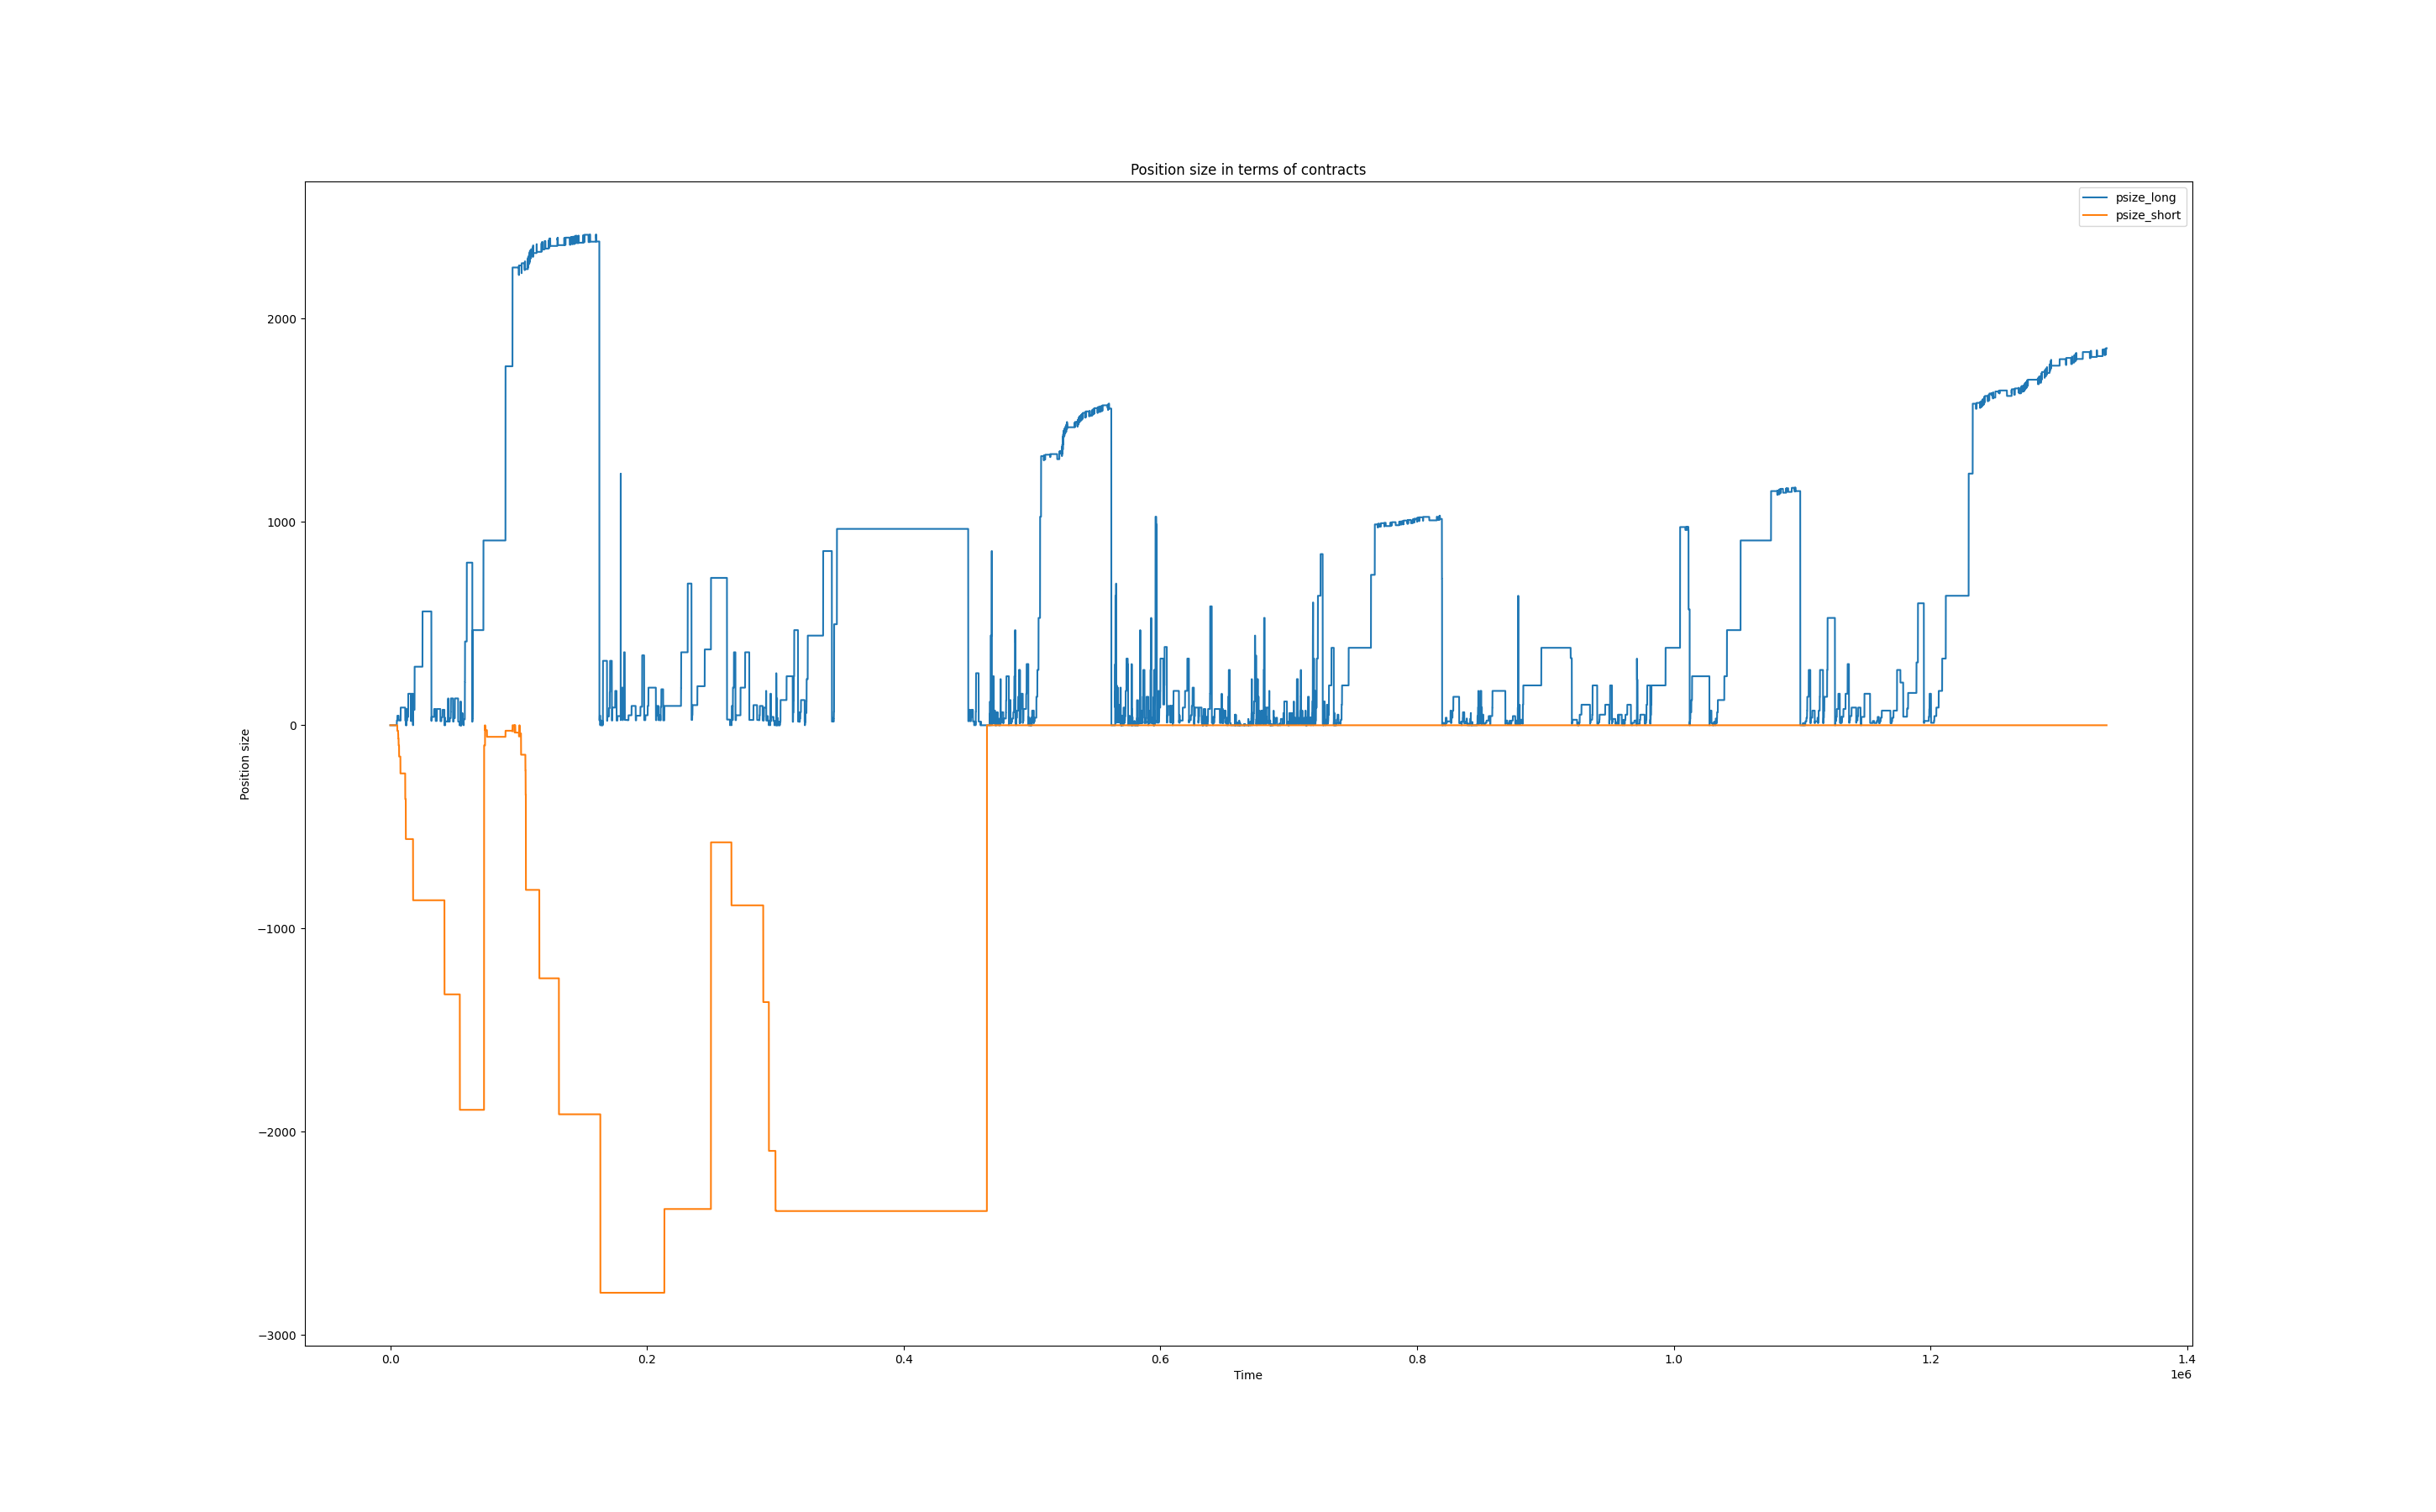 Position size in terms of contracts
psize_long
psize_short
Position size
2000
1000
0
−1000
−2000
−3000
0.0
0.2
0.4
0.6
0.8
1.0
1.2
1.4
Time
1e6